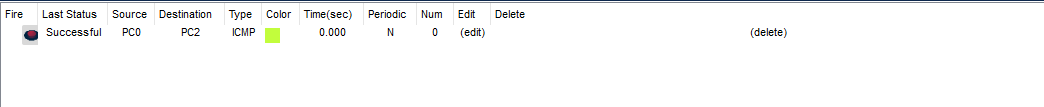 Fire Last Status Source Destination Type Color Time(sec) Periodic Num Edit Delete
Successful PC0 PC2 ICMP 0.000 N 0 (edit) (delete)